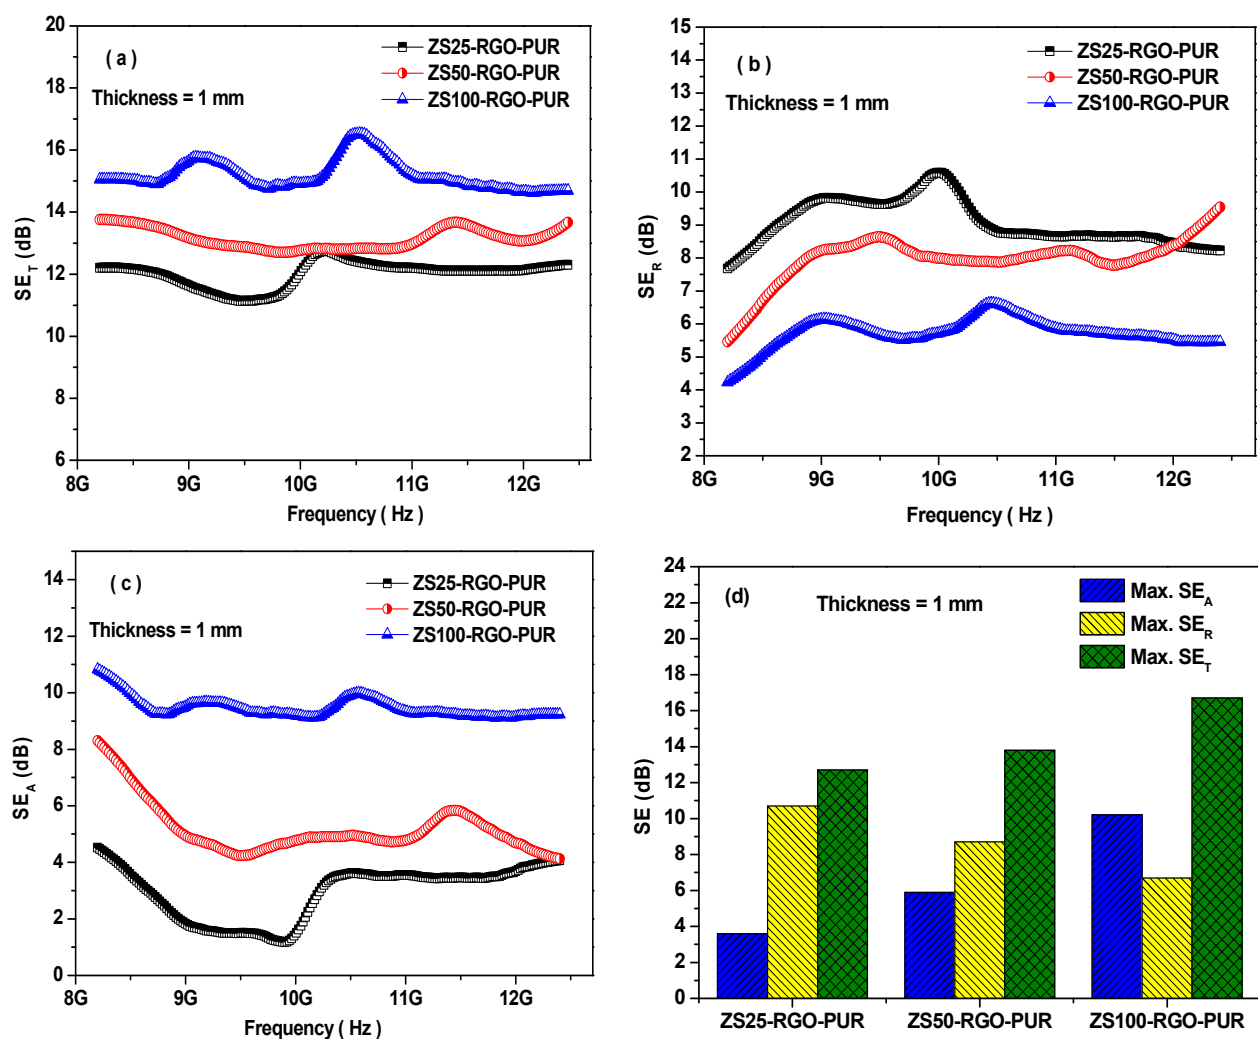 ( a )
Thickness = 1 mm
ZS25-RGO-PUR
ZS50-RGO-PUR
ZS100-RGO-PUR
SE_T (dB)
20
18
16
14
12
10
8
6
8G 9G 10G 11G 12G
Frequency ( Hz )
( b )
Thickness = 1 mm
ZS25-RGO-PUR
ZS50-RGO-PUR
ZS100-RGO-PUR
SE_R (dB)
15
14
13
12
11
10
9
8
7
6
5
4
3
2
8G 9G 10G 11G 12G
Frequency ( Hz )
( c )
Thickness = 1 mm
ZS25-RGO-PUR
ZS50-RGO-PUR
ZS100-RGO-PUR
SE_A (dB)
14
12
10
8
6
4
2
0
8G 9G 10G 11G 12G
Frequency ( Hz )
(d)
Thickness = 1 mm
Max. SE_A
Max. SE_R
Max. SE_T
SE (dB)
24
22
20
18
16
14
12
10
8
6
4
2
0
ZS25-RGO-PUR ZS50-RGO-PUR ZS100-RGO-PUR